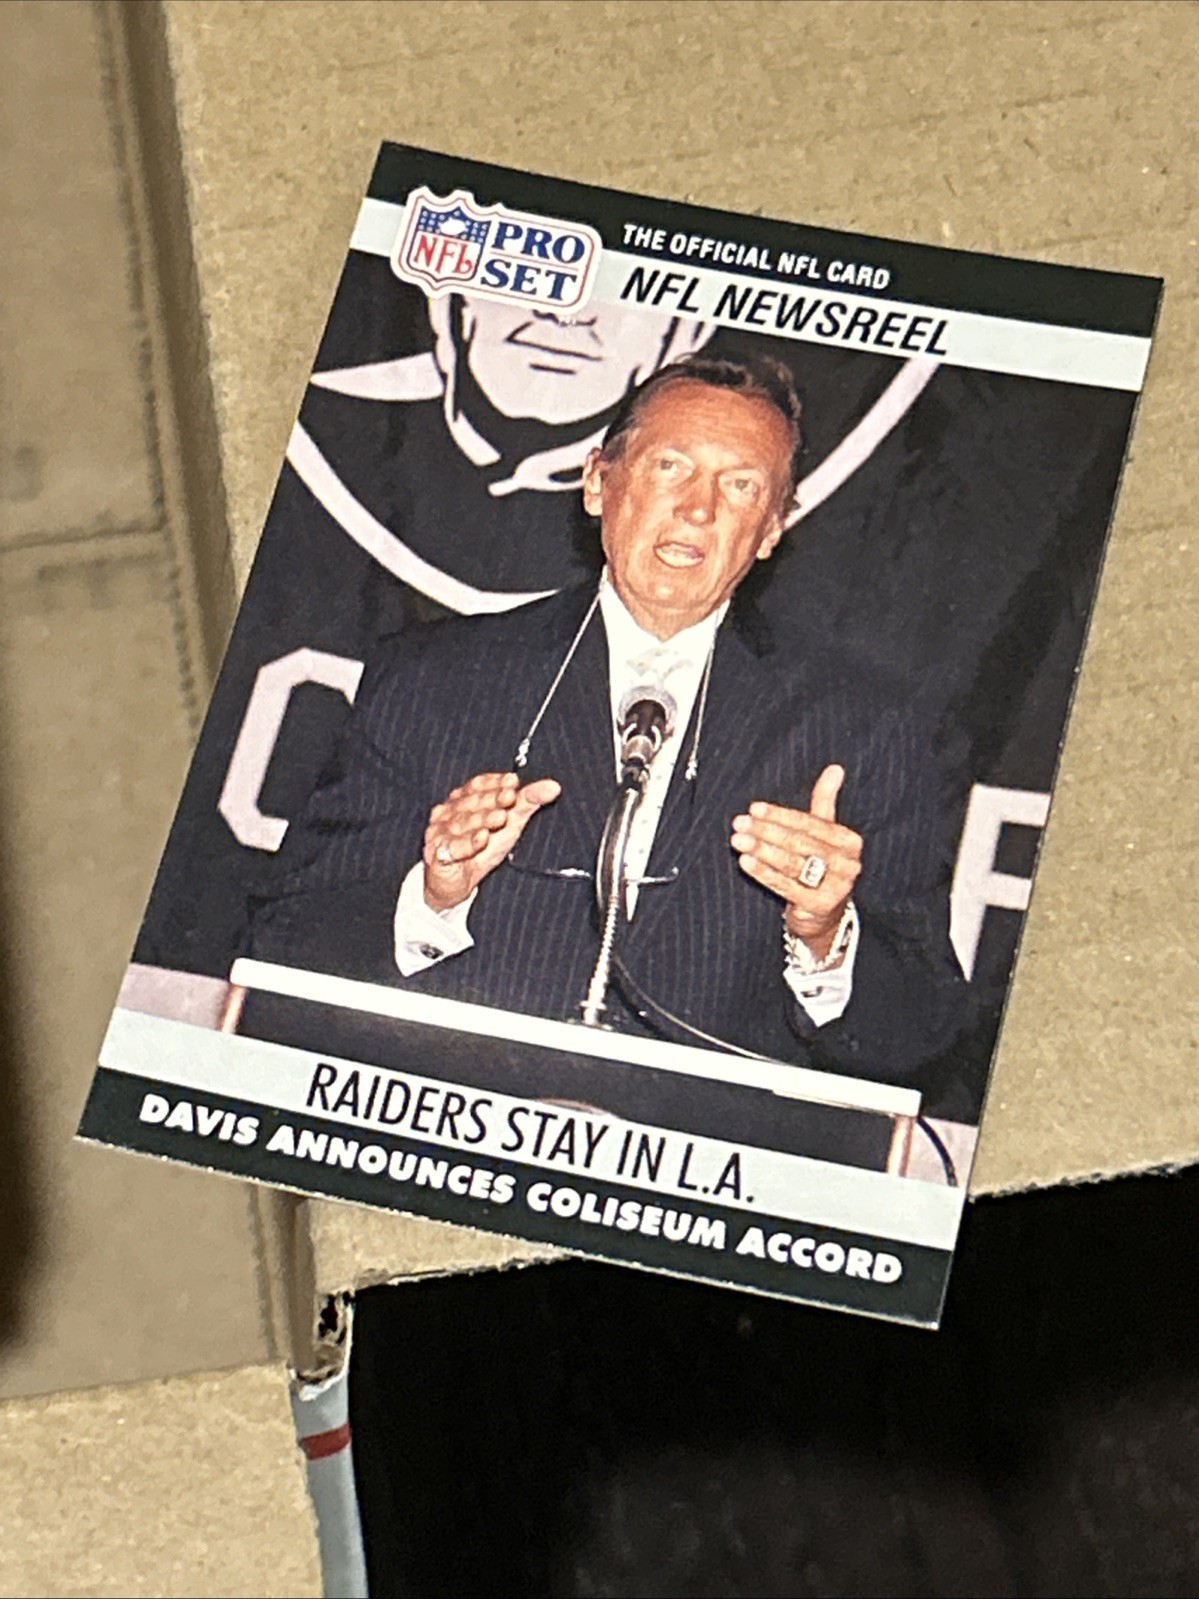 NFL
PRO
SET
THE OFFICIAL NFL CARD
NFL NEWSREEL
C
F
RAIDERS STAY IN L.A.
DAVIS ANNOUNCES COLISEUM ACCORD